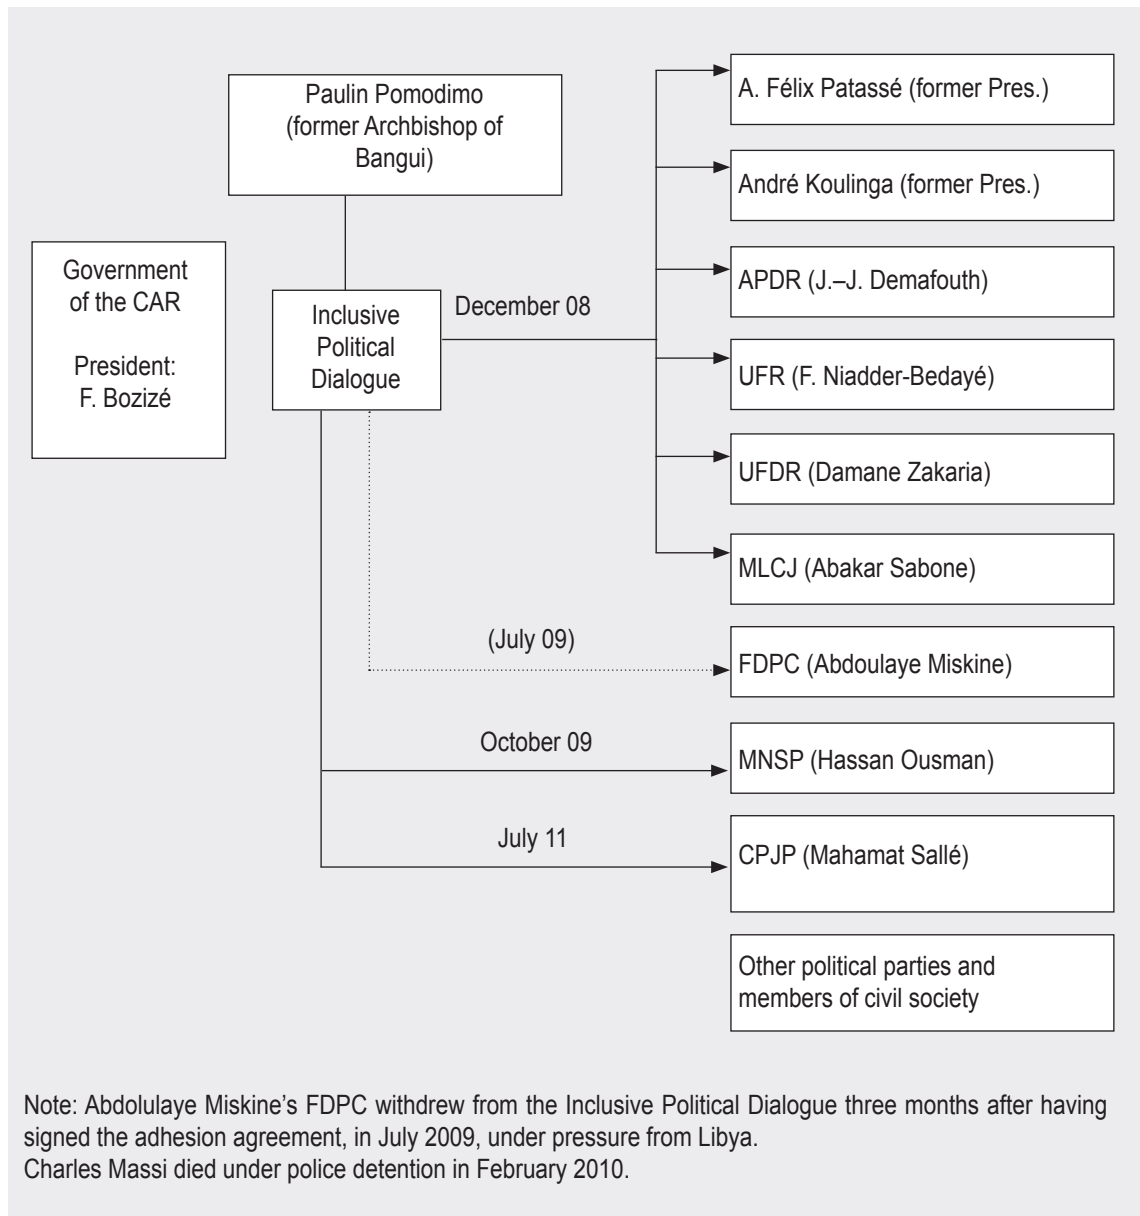 Paulin Pomodimo
(former Archbishop of
Bangui)
Government
of the CAR
President:
F. Bozizé
Inclusive
Political
Dialogue
December 08
A. Félix Patassé (former Pres.)
André Koulinga (former Pres.)
APDR (J.–J. Demafouth)
UFR (F. Niadder-Bedayé)
UFDR (Damane Zakaria)
MLCJ (Abakar Sabone)
(July 09)
FDPC (Abdoulaye Miskine)
October 09
MNSP (Hassan Ousman)
July 11
CPJP (Mahamat Sallé)
Other political parties and
members of civil society
Note: Abdolulaye Miskine’s FDPC withdrew from the Inclusive Political Dialogue three months after having
signed the adhesion agreement, in July 2009, under pressure from Libya.
Charles Massi died under police detention in February 2010.